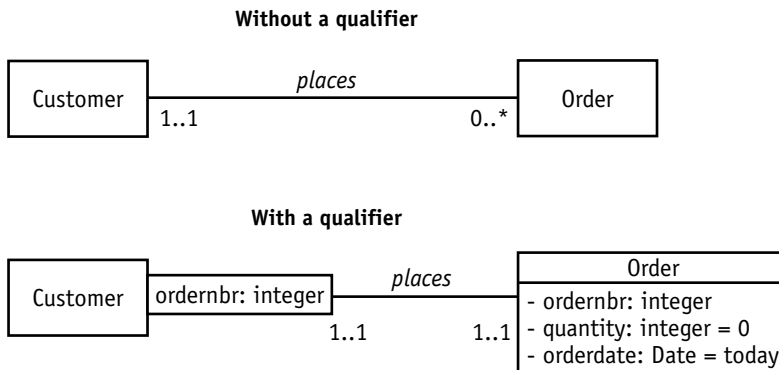 Without a qualifier
Customer
places
Order
1..1
0..*
With a qualifier
Customer
ordernbr: integer
places
1..1
1..1
Order
- ordernbr: integer
- quantity: integer = 0
- orderdate: Date = today